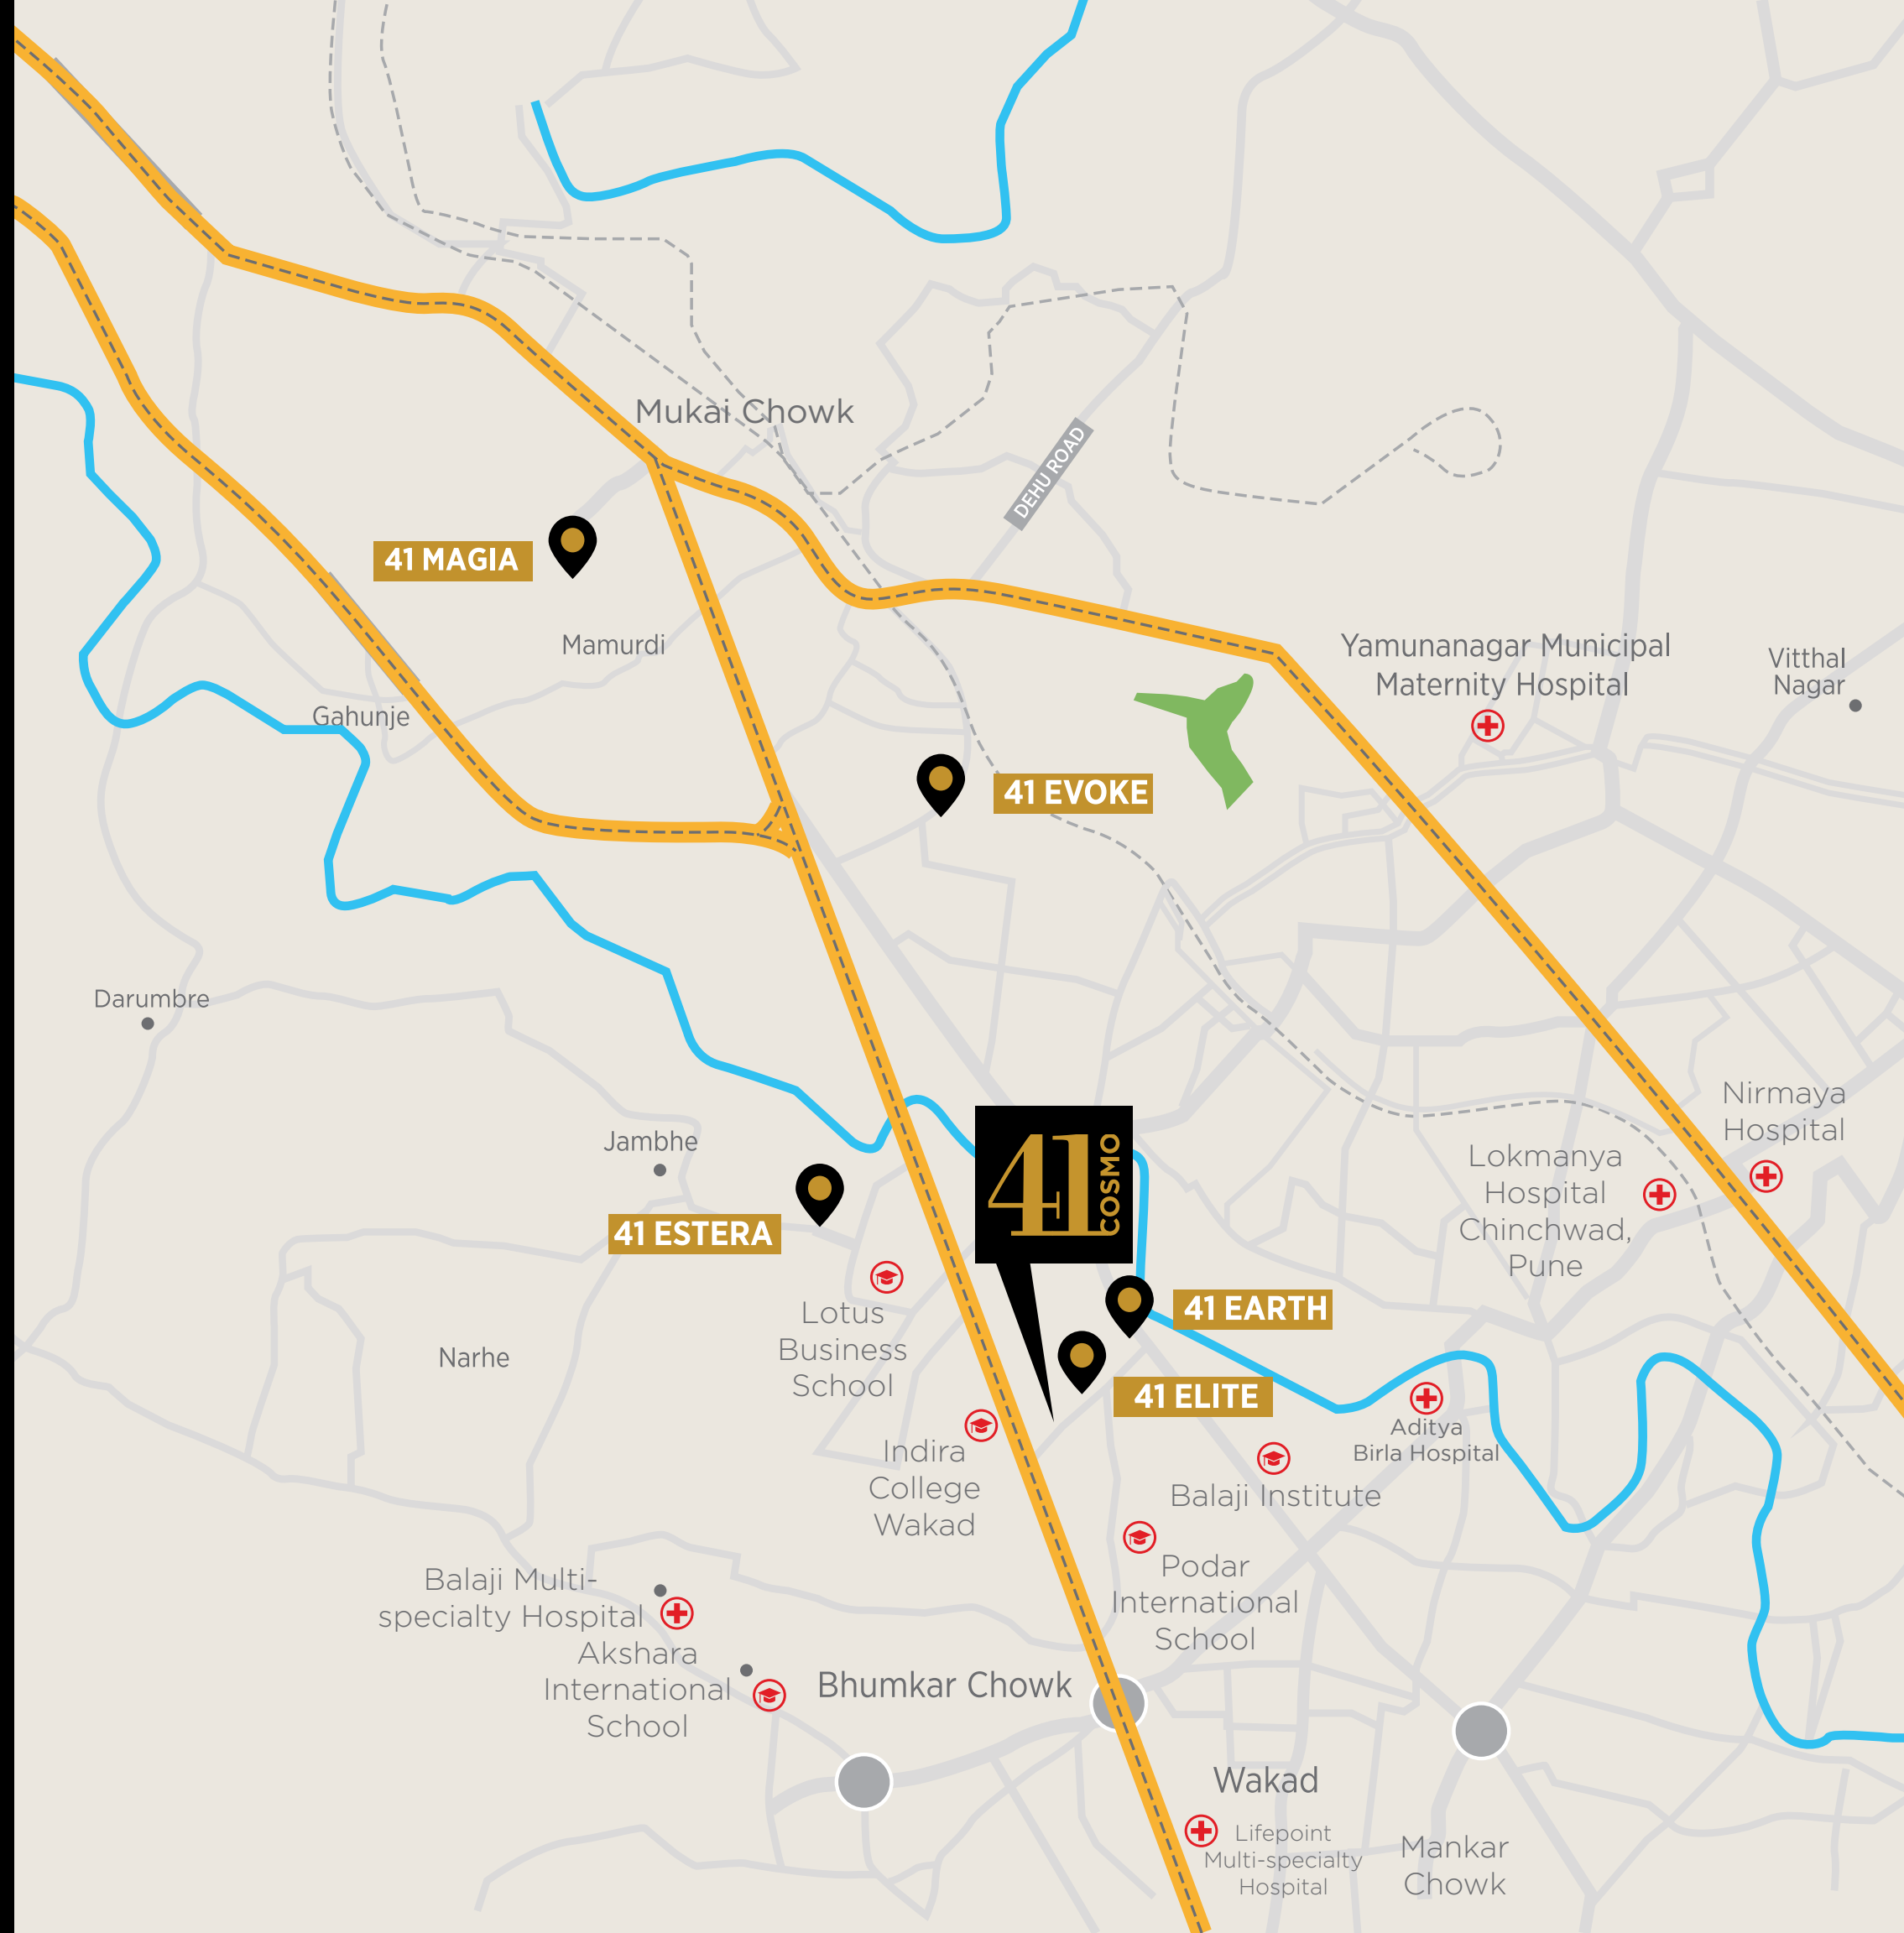 Mukai Chowk
DEHU ROAD
41 MAGIA
Mamurdi
Yamunanagar Municipal
Maternity Hospital
Vitthal
Nagar
Gahunje
41 EVOKE
Darumbre
Nirmaya
Hospital
Jambhe
41
COSMO
Lokmanya
Hospital
Chinchwad,
Pune
41 ESTERA
41 EARTH
Lotus
Business
School
Narhe
41 ELITE
Aditya
Birla Hospital
Indira
College
Wakad
Balaji Institute
Podar
International
School
Balaji Multi-
specialty Hospital
Akshara
International
School
Bhumkar Chowk
Wakad
Lifepoint
Multi-specialty
Hospital
Mankar
Chowk